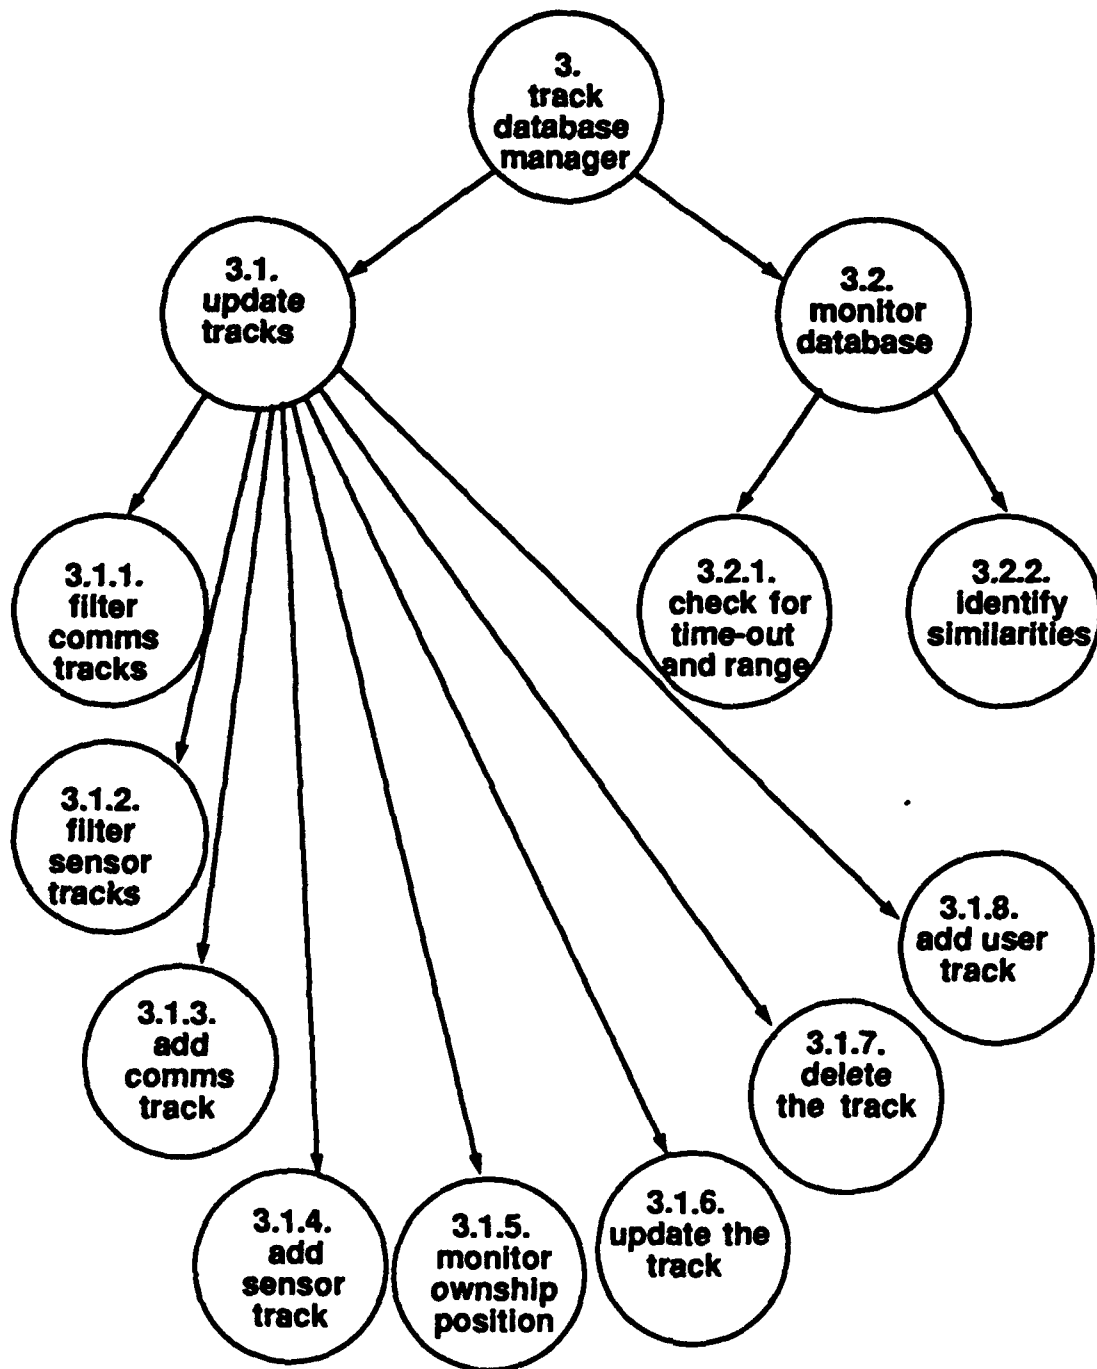 3.
track
database
manager
3.1.
update
tracks
3.2.
monitor
database
3.1.1.
filter
comms
tracks
3.2.1.
check for
time-out
and range
3.2.2.
identify
similarities
3.1.2.
filter
sensor
tracks
3.1.3.
add
comms
track
3.1.4.
add
sensor
track
3.1.5.
monitor
ownship
position
3.1.6.
update the
track
3.1.7.
delete
the track
3.1.8.
add user
track